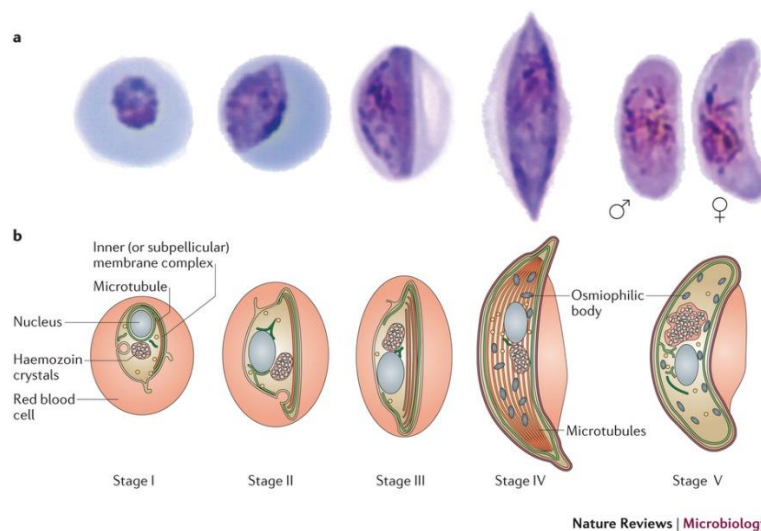 a
♂
♀
b
Inner (or subpellicular)
membrane complex
Microtubule
Nucleus
Haemozoin
crystals
Red blood
cell
Osmiophilic
body
Microtubules
Stage I
Stage II
Stage III
Stage IV
Stage V
Nature Reviews | Microbiology